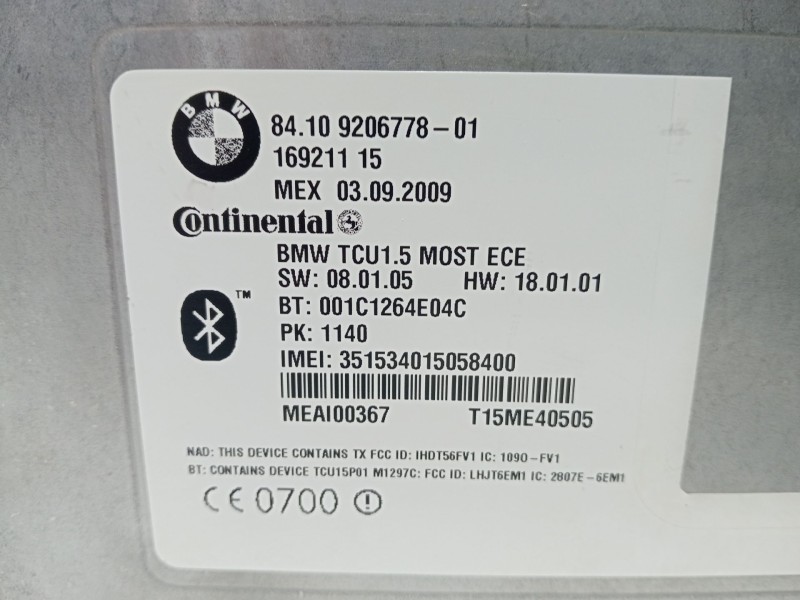 BMW
84.10 9206778-01
169211 15
MEX 03.09.2009
Continental
BMW TCU1.5 MOST ECE
SW: 08.01.05 HW: 18.01.01
TM
BT: 001C1264E04C
PK: 1140
IMEI: 351534015058400
MEAI00367 T15ME40505
NAD: THIS DEVICE CONTAINS TX FCC ID: IHDT56FV1 IC: 1090-FV1
BT: CONTAINS DEVICE TCU15P01 M1297C: FCC ID: LHJT6EM1 IC: 2807E-6EM1
CE 0700